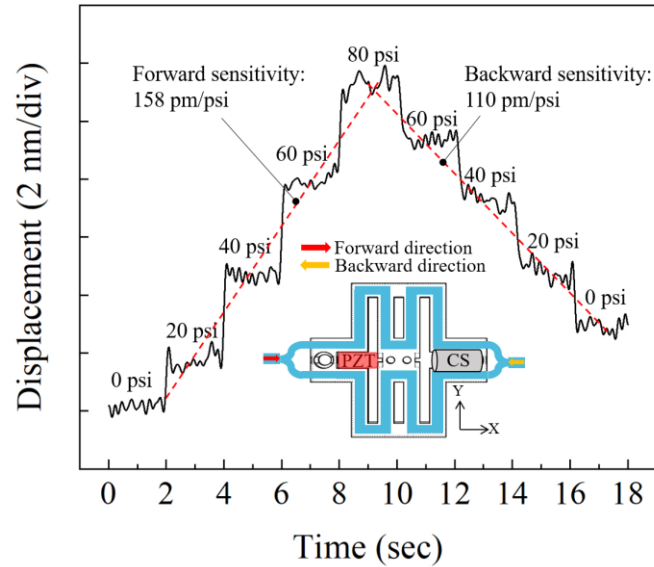 80 psi
Forward sensitivity:
158 pm/psi
Backward sensitivity:
110 pm/psi
60 psi
60 psi
40 psi
40 psi
Forward direction
Backward direction
20 psi
20 psi
0 psi
0 psi
PZT
CS
Y
X
Displacement (2 nm/div)
0 2 4 6 8 10 12 14 16 18
Time (sec)